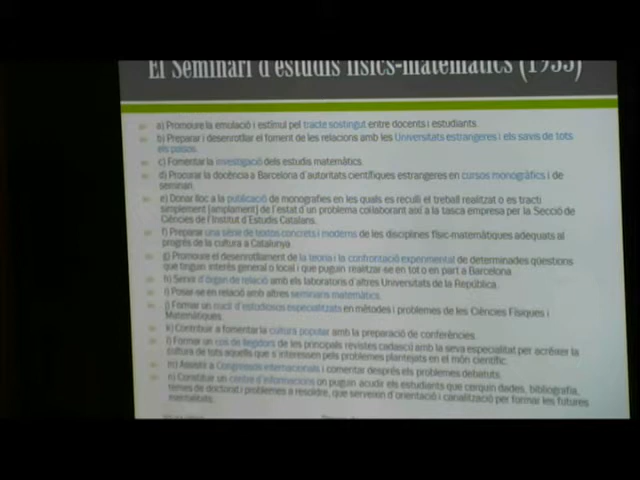 El Seminari d'estudis físics-matemàtics (1933)
a) Promoure la emulació i estímul pel tracte sostingut entre docents i estudiants.
b) Preparar i desenrotllar el foment de les relacions amb les Universitats estrangeres i els savis de tots
els països.
c) Fomentar la investigació dels estudis matemàtics.
d) Procurar la docència a Barcelona d'autoritats científiques estrangeres en cursos monogràfics i de
seminari.
e) Donar lloc a la publicació de monografies en les quals es reculli el treball realitzat o es tracti
simplement [amplament] de l'estat d'un problema collaborant així a la tasca empresa per la Secció de
Ciències de l'Institut d'Estudis Catalans.
f) Preparar una sèrie de textos concrets i moderns de les disciplines físic-matemàtiques adequats al
progrés de la cultura a Catalunya
g) Promoure el desenrotllament de la teoria i la confrontació experimental de determinades qüestions
que tinguin interès general o local i que puguin realitzar-se en tot o en part a Barcelona.
h) Servir d'òrgan de relació amb els laboratoris d'altres Universitats de la República.
i) Posar-se en relació amb altres seminaris matemàtics.
j) Formar un nucli d'estudiosos especialitzats en mètodes i problemes de les Ciències Físiques i
Matemàtiques.
k) Contribuir a fomentar la cultura popular amb la preparació de conferències.
l) Formar un cos de llegidors de les principals revistes cadascú amb la seva especialitat per acréixer la
cultura de tots aquells que s'interessen pels problemes plantejats en el món científic.
m) Assistir a Congressos internacionals i comentar després els problemes debatuts.
n) Constituir un centre d'informacions on puguin acudir els estudiants que cerquin dades, bibliografia,
temes de doctorat i problemes a resoldre, que serveixin d'orientació i canalització per formar les futures
mentalitats.